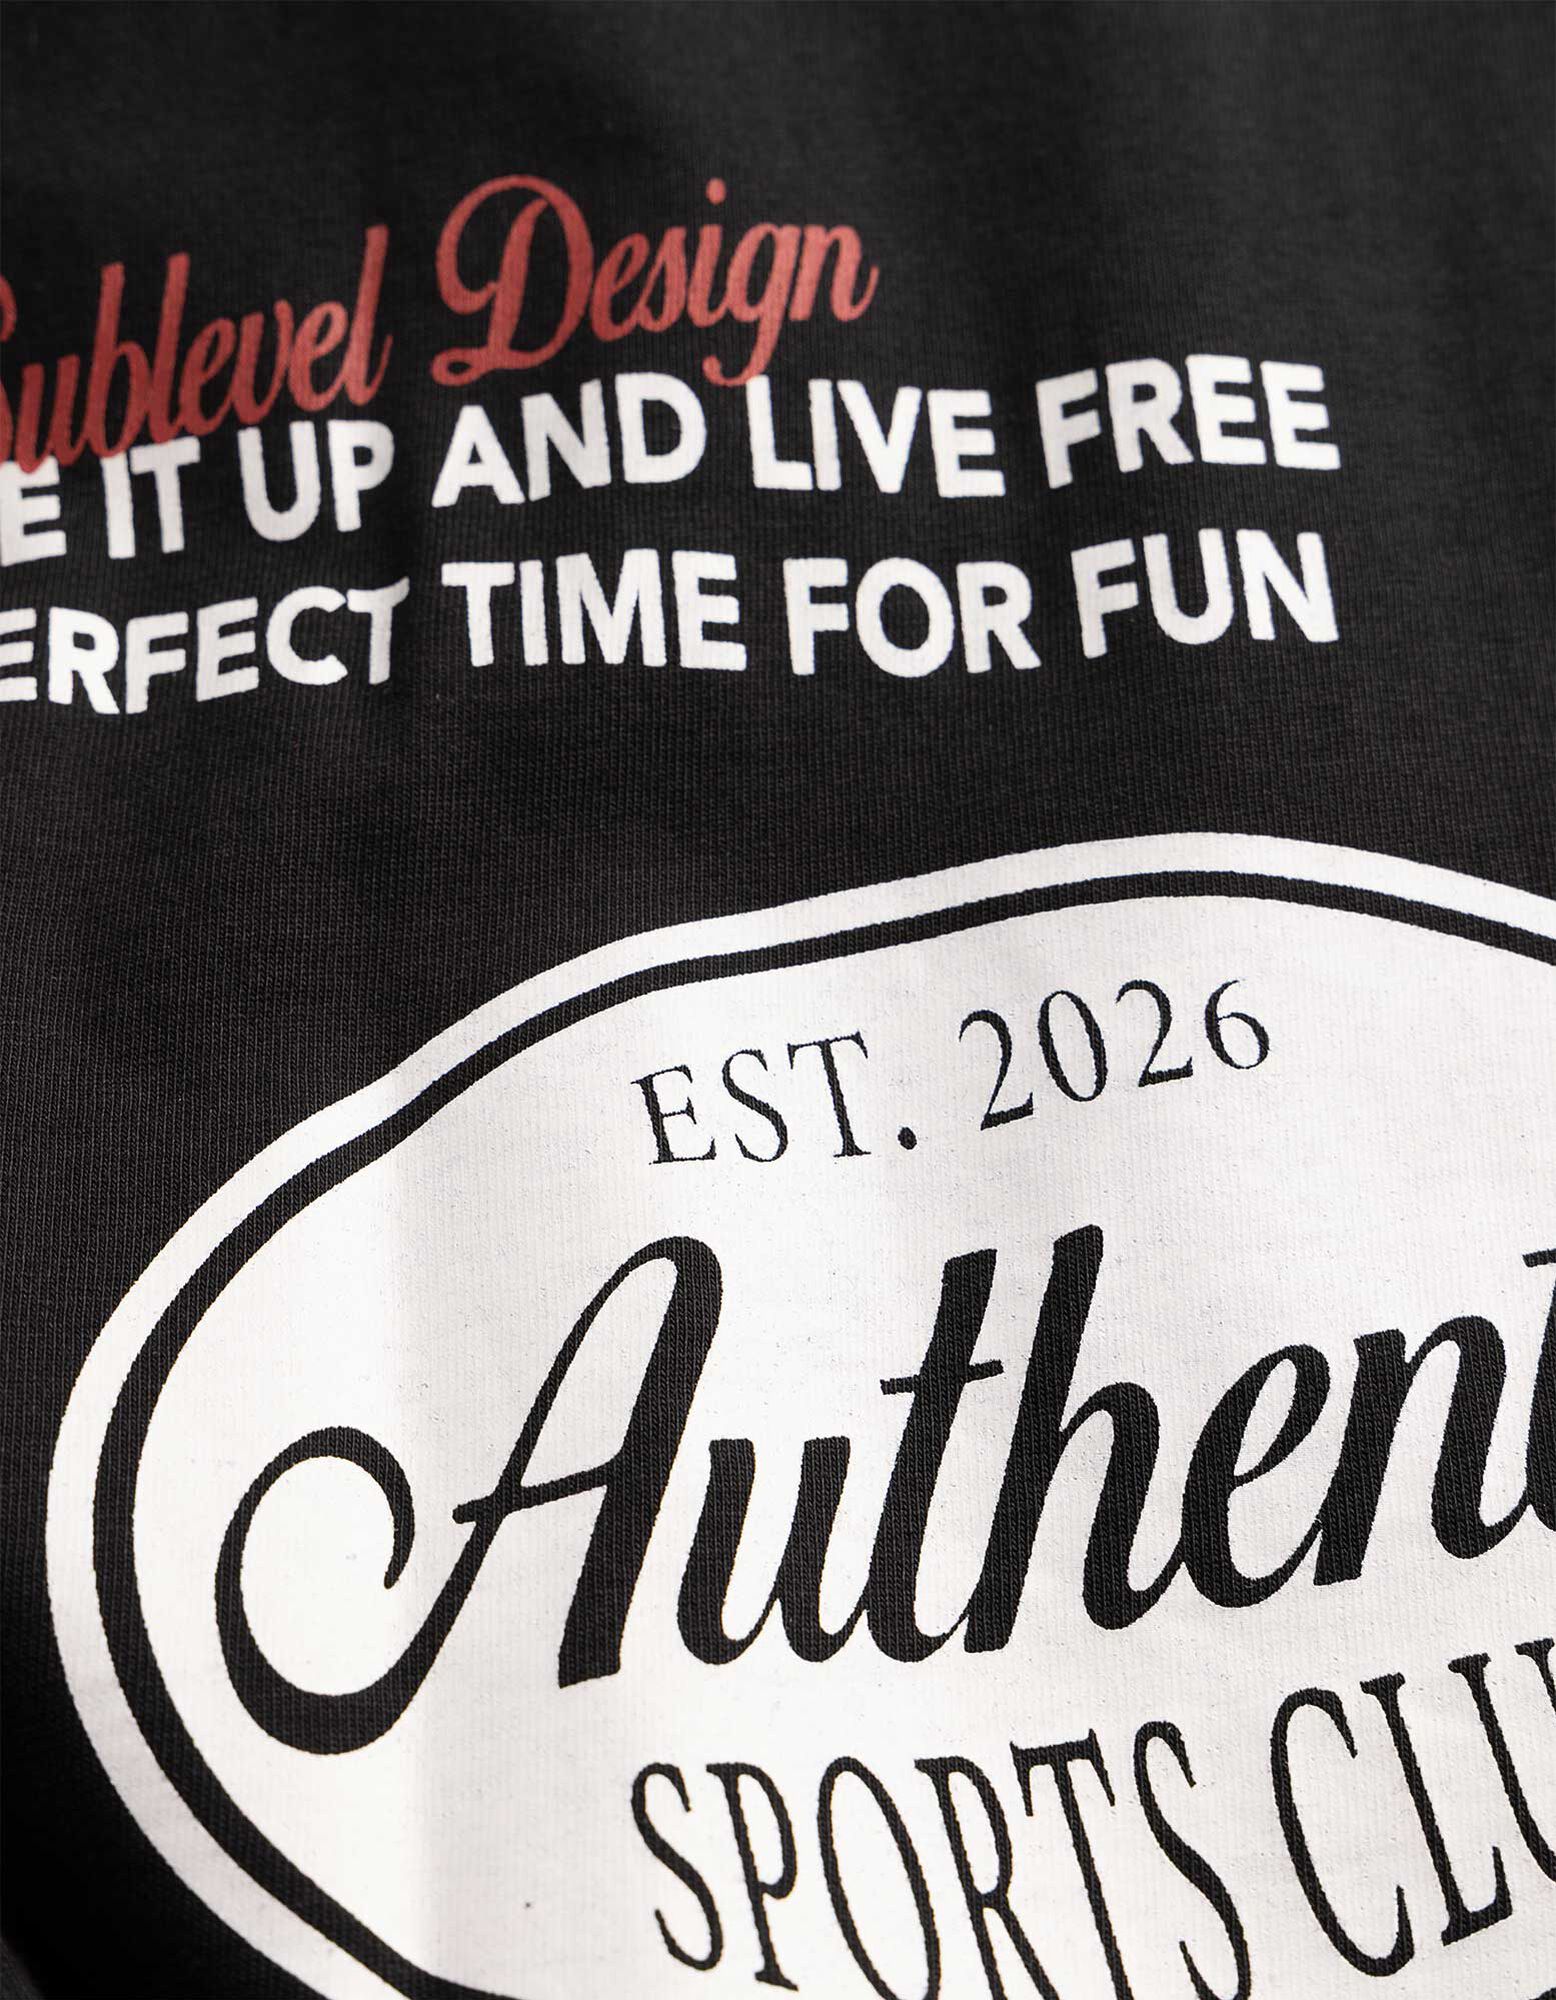 Sublevel Design
E IT UP AND LIVE FREE
ERFECT TIME FOR FUN
EST. 2026
Authent
SPORTS CLU